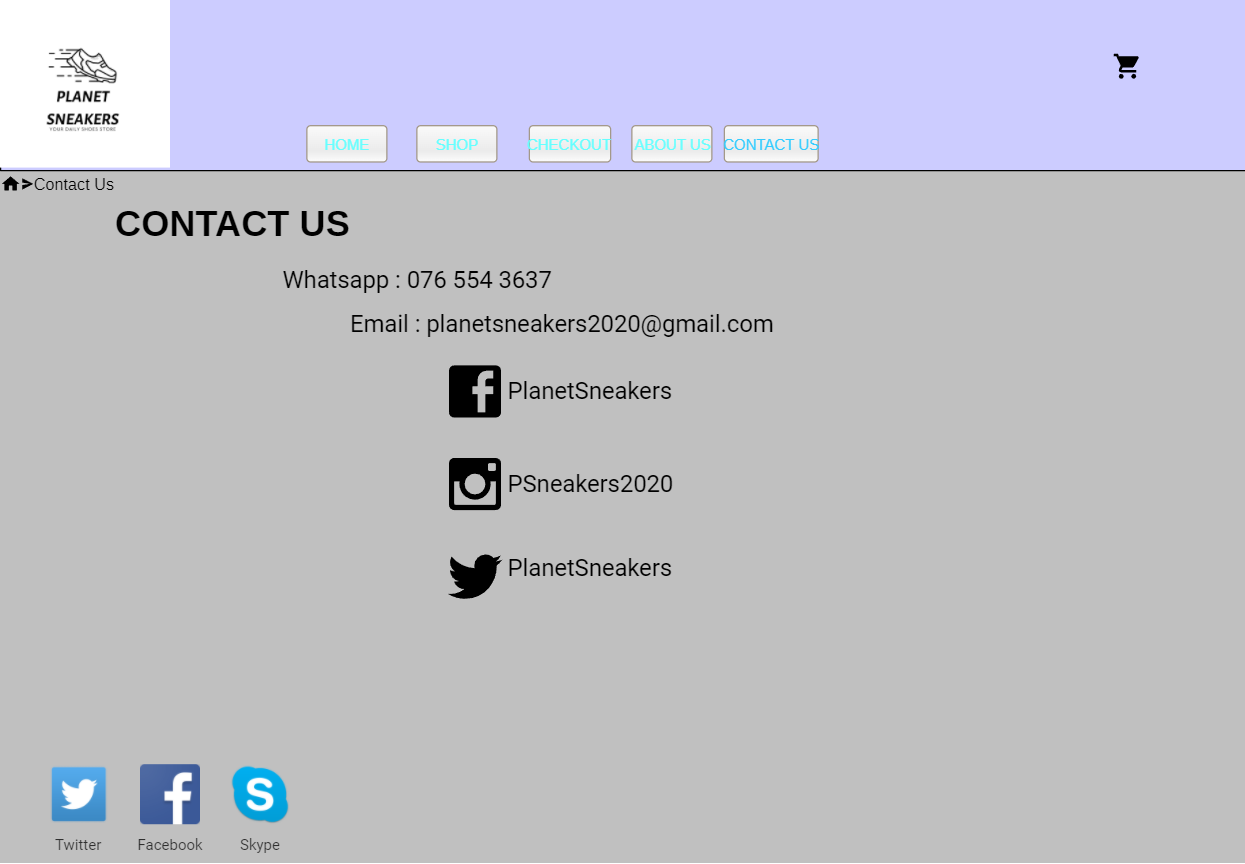 PLANET
SNEAKERS
YOUR DAILY SHOES STORE
HOME SHOP CHECKOUT ABOUT US CONTACT US
Contact Us
CONTACT US
Whatsapp : 076 554 3637
Email : planetsneakers2020@gmail.com
PlanetSneakers
PSneakers2020
PlanetSneakers
Twitter Facebook Skype